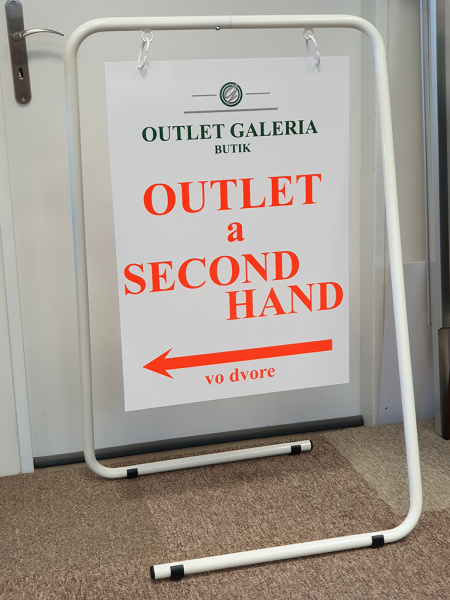 OUTLET GALERIA
BUTIK
OUTLET
a
SECOND
HAND
vo dvore